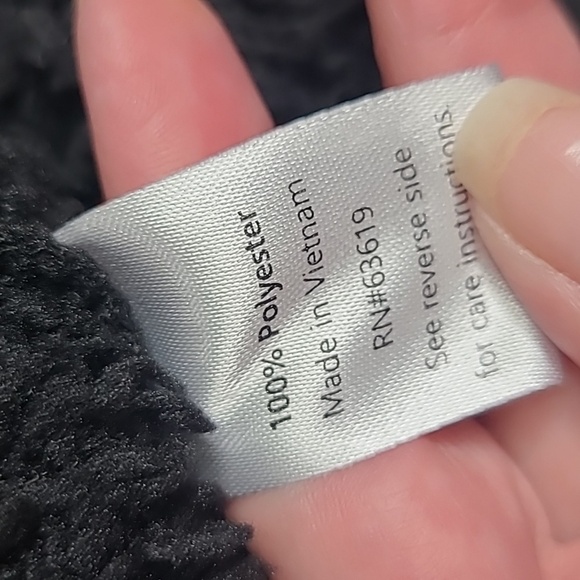 100% Polyester
Made in Vietnam
RN#63619
See reverse side
for care instructions.